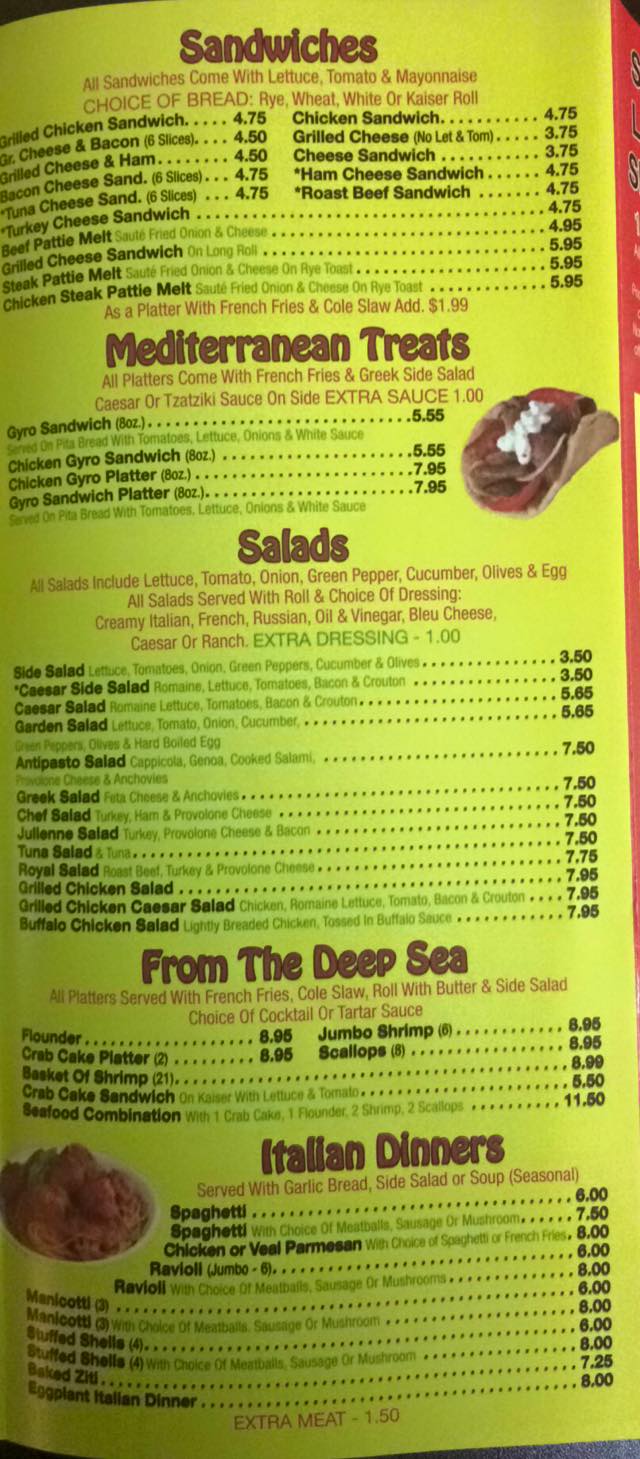 Sandwiches
All Sandwiches Come With Lettuce, Tomato & Mayonnaise
CHOICE OF BREAD: Rye, Wheat, White Or Kaiser Roll
Grilled Chicken Sandwich..... 4.75 Chicken Sandwich........... 4.75
Gr. Cheese & Bacon (6 Slices).... 4.50 Grilled Cheese (No Let & Tom)..... 3.75
Grilled Cheese & Ham........ 4.50 Cheese Sandwich ........... 3.75
Bacon Cheese Sand. (6 Slices)... 4.75 *Ham Cheese Sandwich...... 4.75
*Tuna Cheese Sand. (6 Slices) ... 4.75 *Roast Beef Sandwich ....... 4.75
*Turkey Cheese Sandwich ........ 4.75
Beef Pattie Melt Sauté Fried Onion & Cheese ........ 4.95
Grilled Cheese Sandwich On Long Roll ........ 5.95
Steak Pattie Melt Sauté Fried Onion & Cheese On Rye Toast ........ 5.95
Chicken Steak Pattie Melt Sauté Fried Onion & Cheese On Rye Toast ........ 5.95
As a Platter With French Fries & Cole Slaw Add. $1.99
Mediterranean Treats
All Platters Come With French Fries & Greek Side Salad
Caesar Or Tzatziki Sauce On Side EXTRA SAUCE 1.00
Gyro Sandwich (8oz.)........5.55
Served On Pita Bread With Tomatoes, Lettuce, Onions & White Sauce
Chicken Gyro Sandwich (8oz.) ........5.55
Chicken Gyro Platter (8oz.)........7.95
Gyro Sandwich Platter (8oz.)........7.95
Served On Pita Bread With Tomatoes. Lettuce, Onions & White Sauce
Salads
All Salads Include Lettuce, Tomato, Onion, Green Pepper, Cucumber, Olives & Egg
All Salads Served With Roll & Choice Of Dressing:
Creamy Italian, French, Russian, Oil & Vinegar, Bleu Cheese,
Caesar Or Ranch. EXTRA DRESSING - 1.00
Side Salad Lettuce, Tomatoes, Onion, Green Peppers, Cucumber & Olives........ 3.50
*Caesar Side Salad Romaine, Lettuce, Tomatoes, Bacon & Crouton ........ 3.50
Caesar Salad Romaine Lettuce, Tomatoes, Bacon & Crouton........ 5.65
Garden Salad Lettuce, Tomato, Onion, Cucumber, ........ 5.65
Green Peppers, Olives & Hard Boiled Egg
Antipasto Salad Cappicola, Genoa, Cooked Salami, ........ 7.50
Provolone Cheese & Anchovies
Greek Salad Feta Cheese & Anchovies........ 7.50
Chef Salad Turkey, Ham & Provolone Cheese ........ 7.50
Julienne Salad Turkey, Provolone Cheese & Bacon ........ 7.50
Tuna Salad & Tuna........ 7.50
Royal Salad Roast Beef, Turkey & Provolone Cheese........ 7.75
Grilled Chicken Salad ........ 7.95
Grilled Chicken Caesar Salad Chicken, Romaine Lettuce, Tomato, Bacon & Crouton .... 7.95
Buffalo Chicken Salad Lightly Breaded Chicken, Tossed In Buffalo Sauce ........ 7.95
From The Deep Sea
All Platters Served With French Fries, Cole Slaw, Roll With Butter & Side Salad
Choice Of Cocktail Or Tartar Sauce
Flounder........ 8.95 Jumbo Shrimp (6)........ 8.95
Crab Cake Platter (2) ........ 8.95 Scallops (8) ........ 8.95
Basket Of Shrimp (21)........ 8.99
Crab Cake Sandwich On Kaiser With Lettuce & Tomato........ 5.50
Seafood Combination With 1 Crab Cake, 1 Flounder, 2 Shrimp, 2 Scallops ........ 11.50
Italian Dinners
Served With Garlic Bread, Side Salad or Soup (Seasonal)
Spaghetti ........ 6.00
Spaghetti With Choice Of Meatballs, Sausage Or Mushroom...... 7.50
Chicken or Veal Parmesan With Choice of Spaghetti or French Fries. 8.00
Ravioli (Jumbo - 6)........ 6.00
Ravioli With Choice Of Meatballs, Sausage Or Mushrooms........ 8.00
Manicotti (3) ........ 6.00
Manicotti (3) With Choice Of Meatballs. Sausage Or Mushroom ........ 8.00
Stuffed Shells (4)........ 6.00
Stuffed Shells (4) With Choice Of Meatballs, Sausage Or Mushroom ........ 8.00
Baked Ziti........ 7.25
Eggplant Italian Dinner ........ 8.00
EXTRA MEAT - 1.50